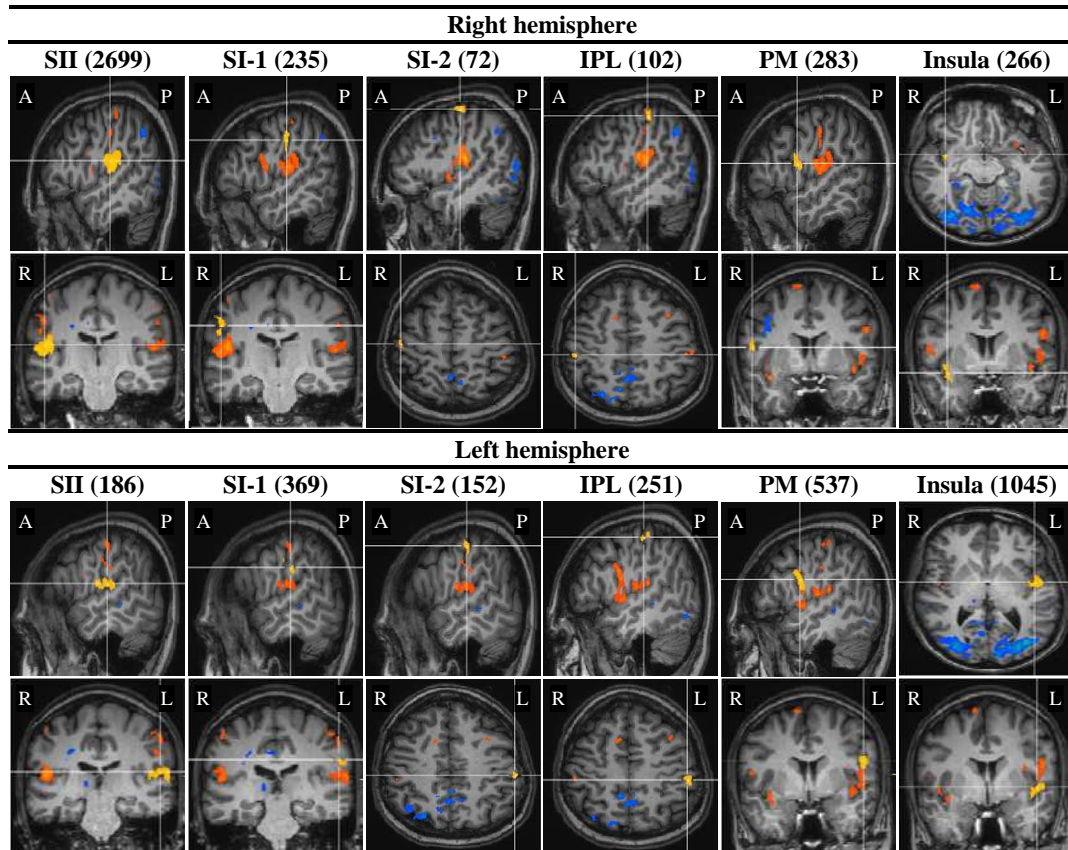 Right hemisphere
SII (2699) SI-1 (235) SI-2 (72) IPL (102) PM (283) Insula (266)
A P A P A P A P A P R L
R L R L R L R L R L R L
Left hemisphere
SII (186) SI-1 (369) SI-2 (152) IPL (251) PM (537) Insula (1045)
A P A P A P A P A P R L
R L R L R L R L R L R L